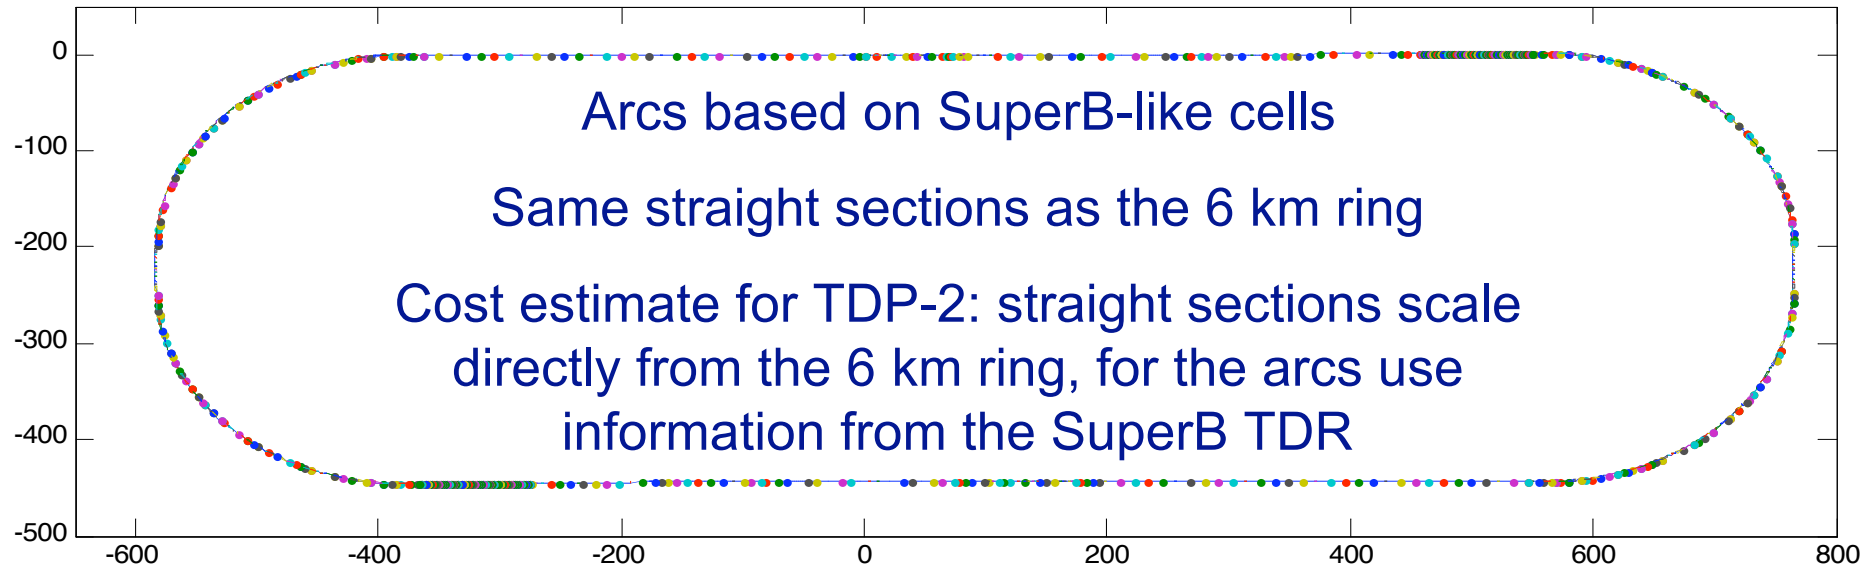 0
Arcs based on SuperB-like cells
-100
Same straight sections as the 6 km ring
-200
Cost estimate for TDP-2: straight sections scale
-300
directly from the 6 km ring, for the arcs use
-400
information from the SuperB TDR
-500
-600 -400 -200 0 200 400 600 800